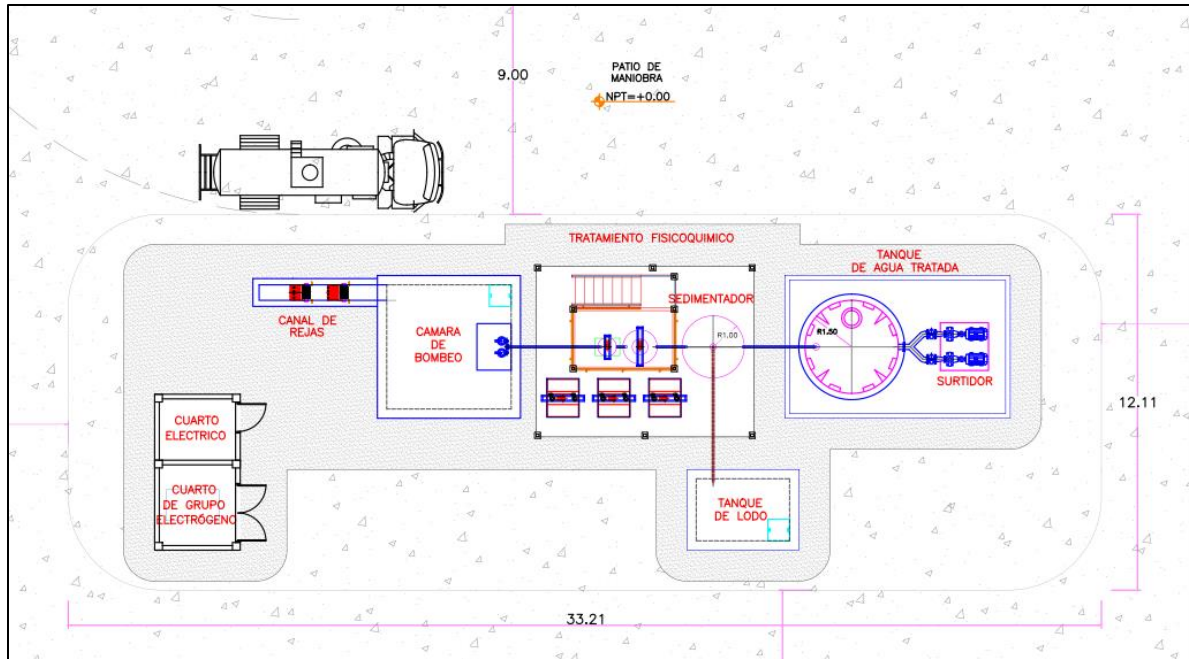 PATIO DE
MANIOBRA
NPT=+0.00
9.00
TRATAMIENTO FISICOQUIMICO
TANQUE
DE AGUA TRATADA
SEDIMENTADOR
CANAL DE
REJAS
CAMARA
DE
BOMBEO
R1.00
R1.50
SURTIDOR
12.11
CUARTO
ELECTRICO
CUARTO
DE GRUPO
ELECTRÓGENO
TANQUE
DE LODO
33.21